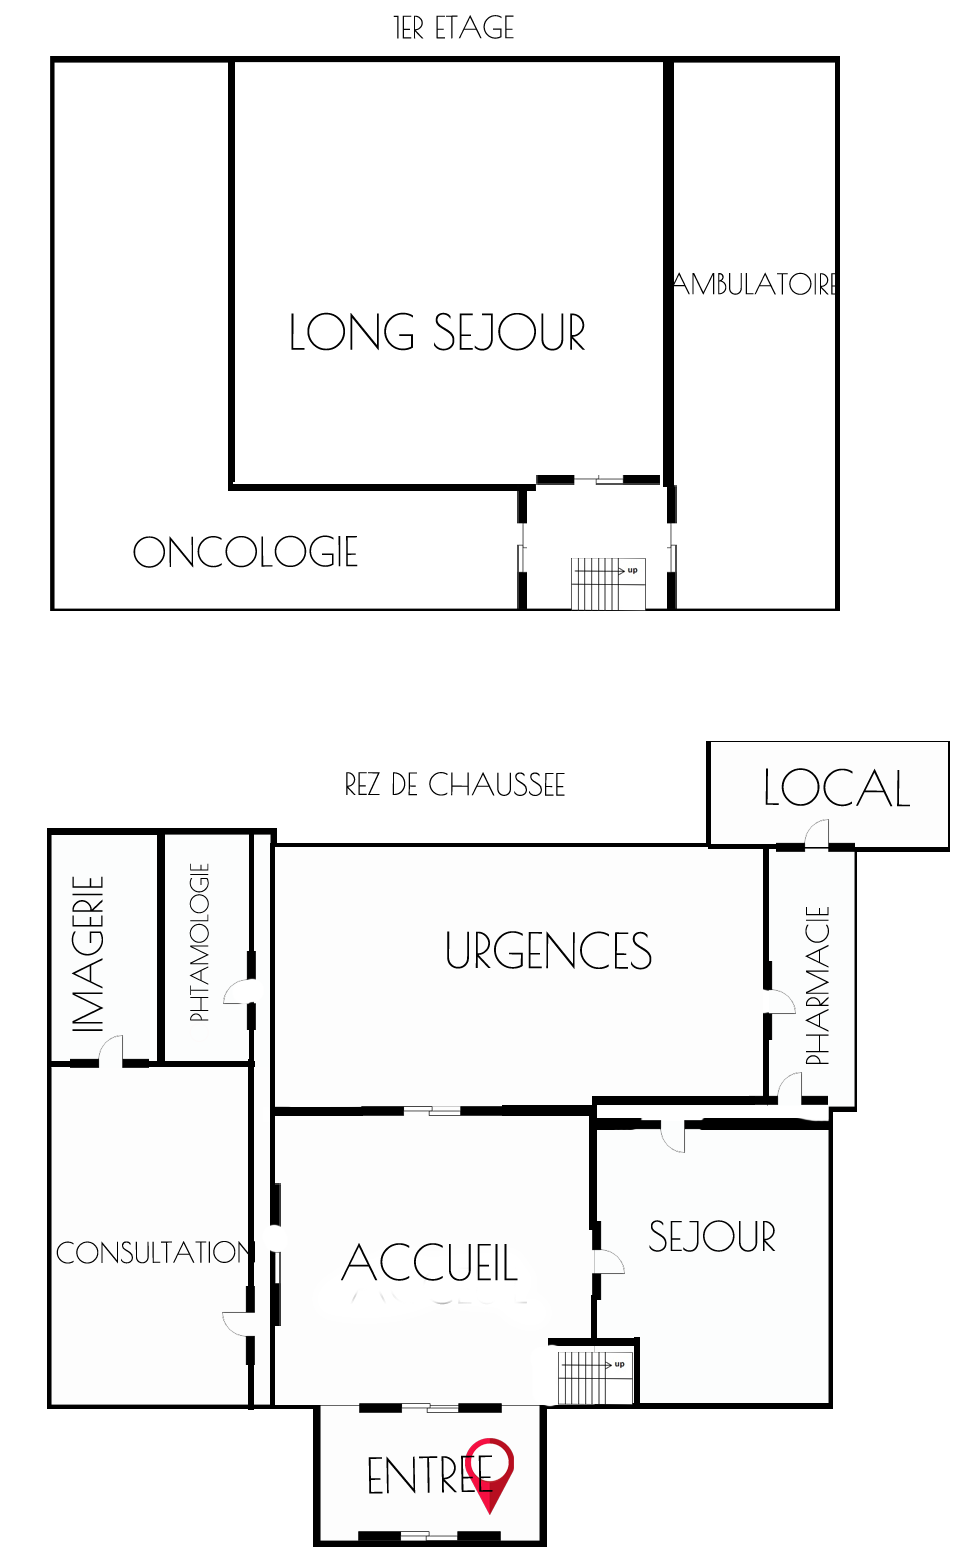 1ER ETAGE
AMBULATOIRE
LONG SEJOUR
ONCOLOGIE
up
REZ DE CHAUSSEE
LOCAL
IMAGERIE
PHTAMOLOGIE
URGENCES
PHARMACIE
CONSULTATION
ACCUEIL
SEJOUR
up
ENTREE